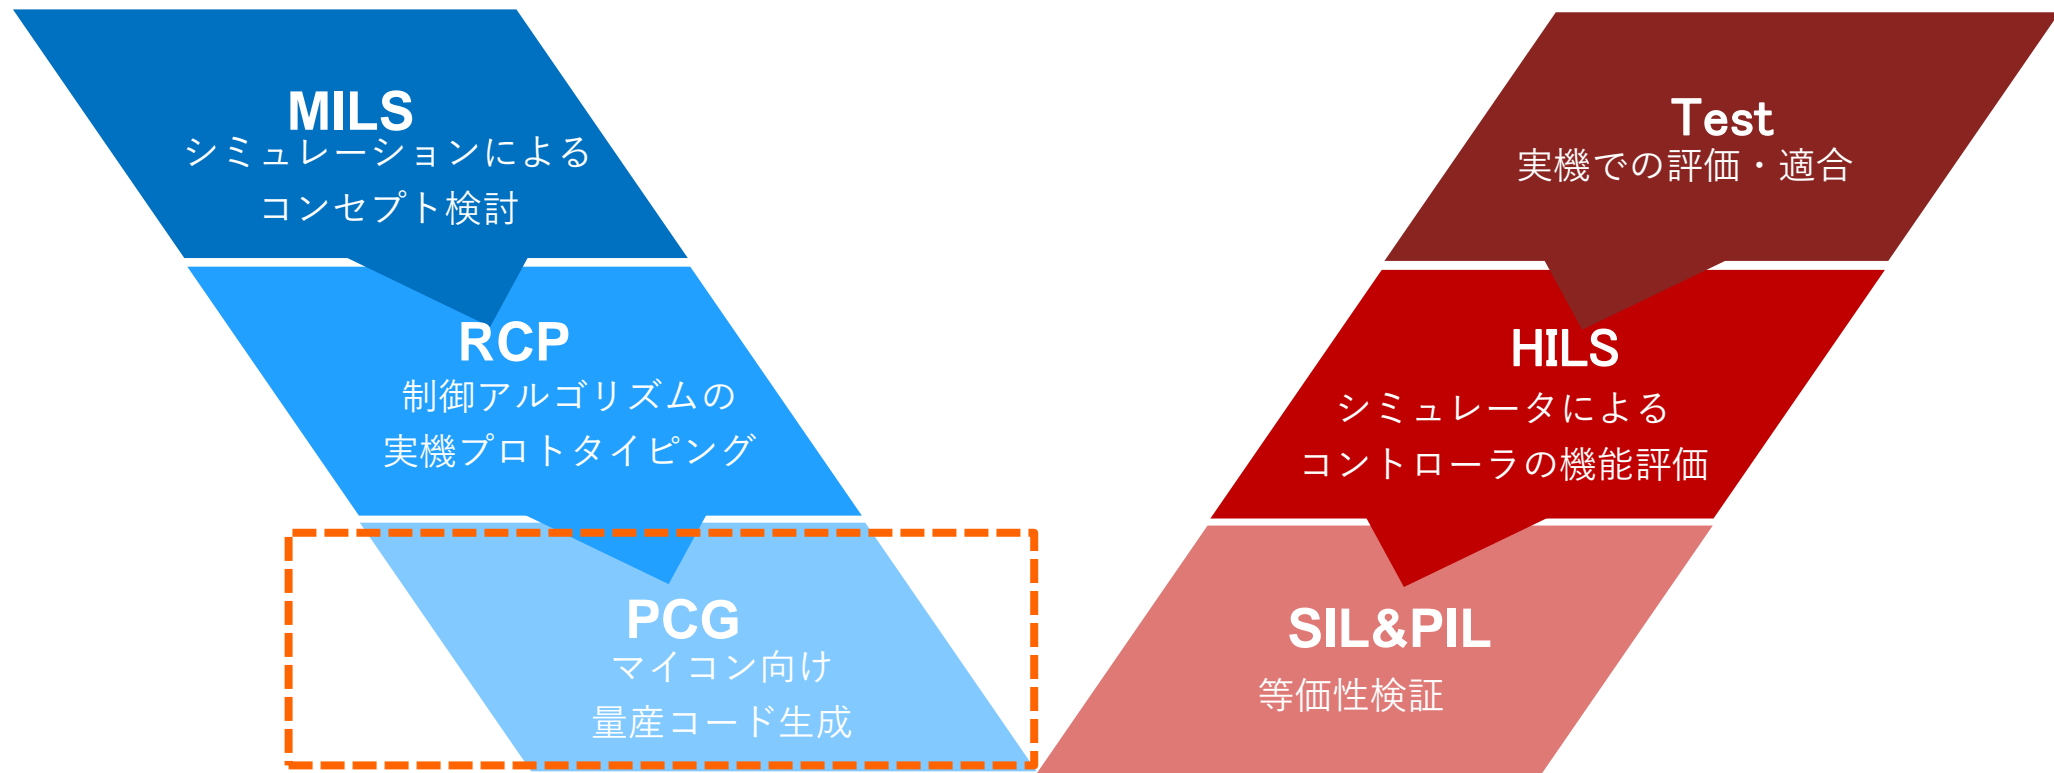 MILS
シミュレーションによる
コンセプト検討
RCP
制御アルゴリズムの
実機プロトタイピング
PCG
マイコン向け
量産コード生成
Test
実機での評価・適合
HILS
シミュレータによる
コントローラの機能評価
SIL&PIL
等価性検証